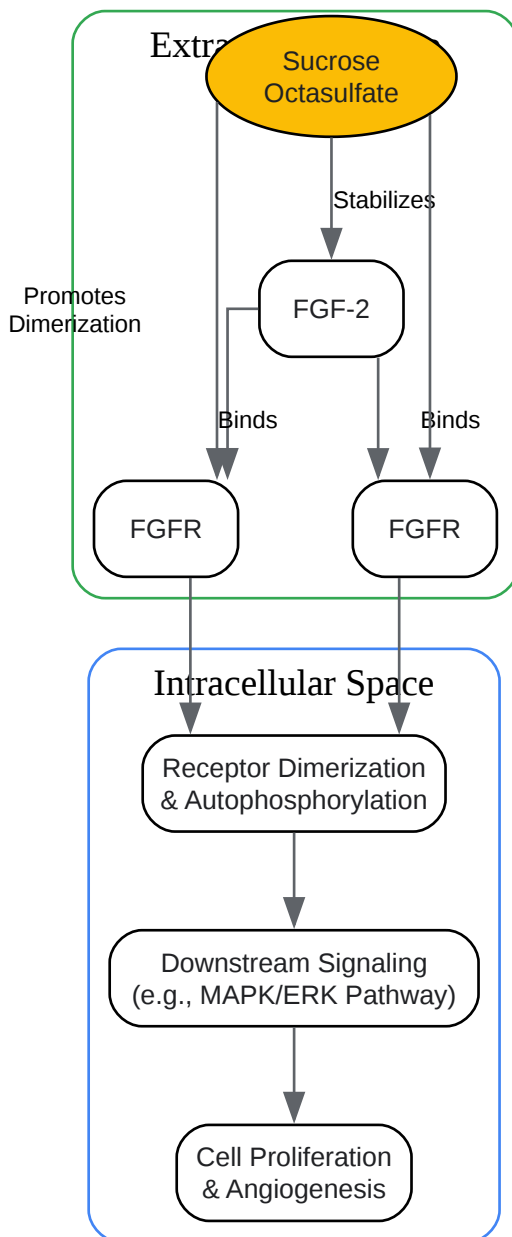 Sucrose
Octasulfate
Stabilizes
Promotes
Dimerization
FGF-2
Binds
Binds
FGFR
FGFR
Intracellular Space
Receptor Dimerization
& Autophosphorylation
Downstream Signaling
(e.g., MAPK/ERK Pathway)
Cell Proliferation
& Angiogenesis